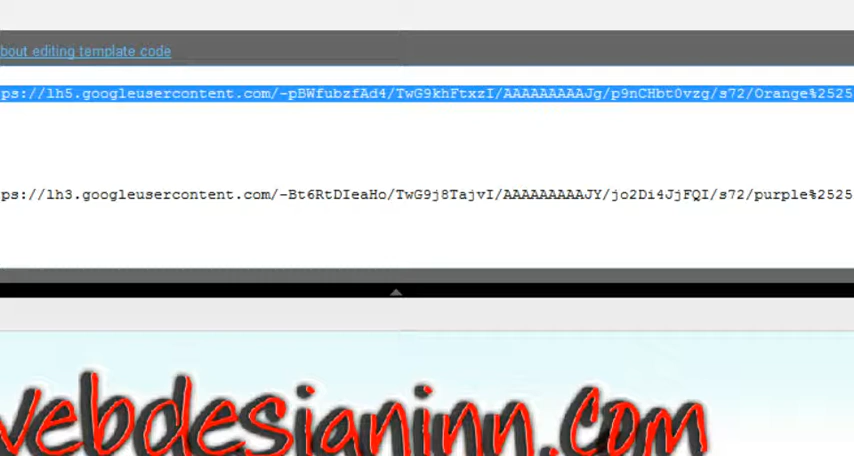 bout editing template code
ps://lh5.googleusercontent.com/-pBWfubzfAd4/TwG9khFtxzI/AAAAAAAAAJg/p9nCHbt0vzg/s72/Orange%2525
ps://lh3.googleusercontent.com/-Bt6RtDIeaHo/TwG9j8TajvI/AAAAAAAAAJY/jo2Di4JjFQI/s72/purple%2525
webdesigninn.com